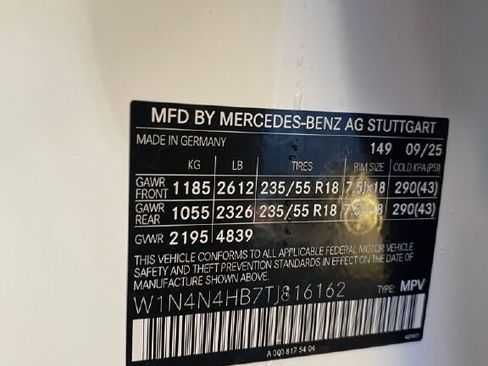 MFD BY MERCEDES-BENZ AG STUTTGART
MADE IN GERMANY 149 09/25
KG LB TIRES RIM SIZE COLD KPA (PSI)
GAWR FRONT 1185 2612 235/55 R18 7.5Jx18 290(43)
GAWR REAR 1055 2326 235/55 R18 290(43)
GVWR 2195 4839
THIS VEHICLE CONFORMS TO ALL APPLICABLE FEDERAL MOTOR VEHICLE
SAFETY AND THEFT PREVENTION STANDARDS IN EFFECT ON THE DATE OF
MANUFACTURE SHOWN ABOVE.
W1N4N4HB7TJ816162 TYPE: MPV
A 000 817 54 04